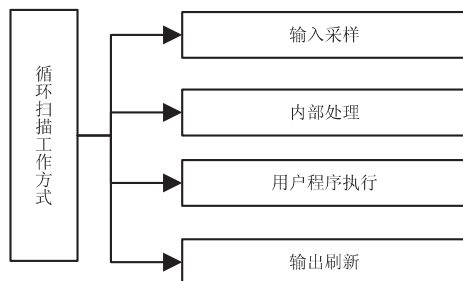 循环扫描工作方式
输入采样
内部处理
用户程序执行
输出刷新